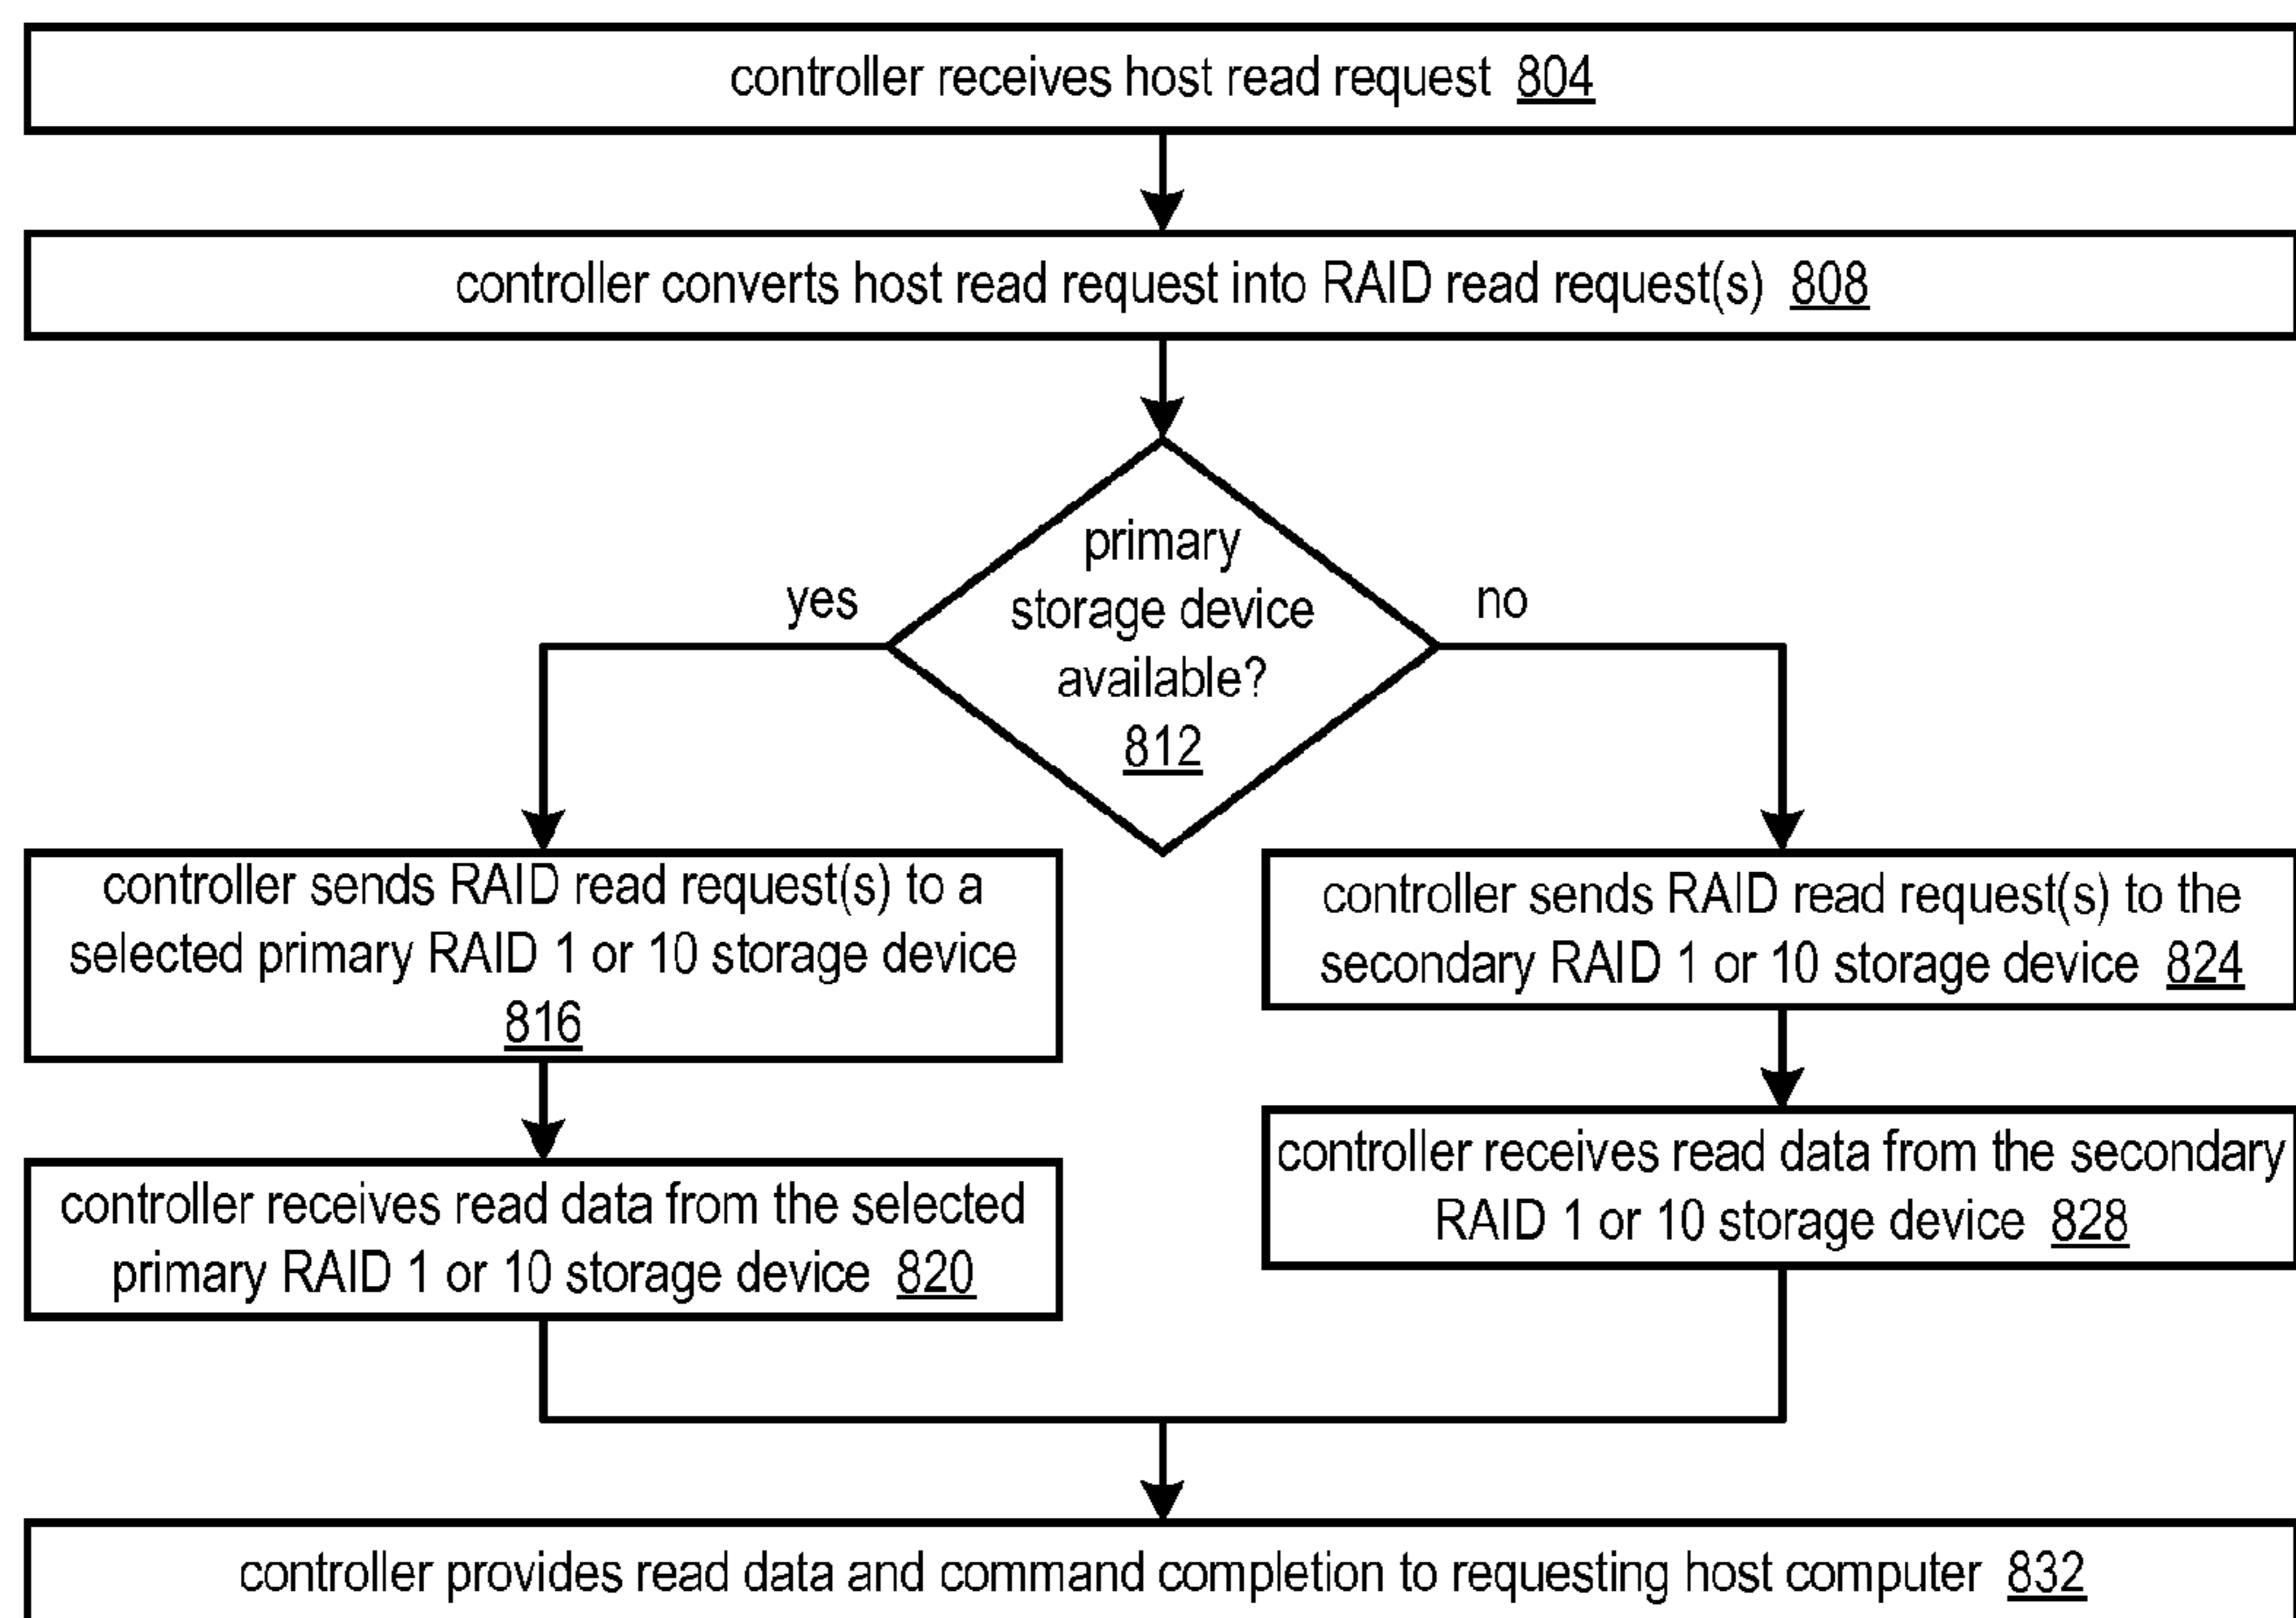 controller receives host read request 804
controller converts host read request into RAID read request(s) 808
primary
storage device
available?
812
yes
no
controller sends RAID read request(s) to a
selected primary RAID 1 or 10 storage device
816
controller sends RAID read request(s) to the
secondary RAID 1 or 10 storage device 824
controller receives read data from the selected
primary RAID 1 or 10 storage device 820
controller receives read data from the secondary
RAID 1 or 10 storage device 828
controller provides read data and command completion to requesting host computer 832